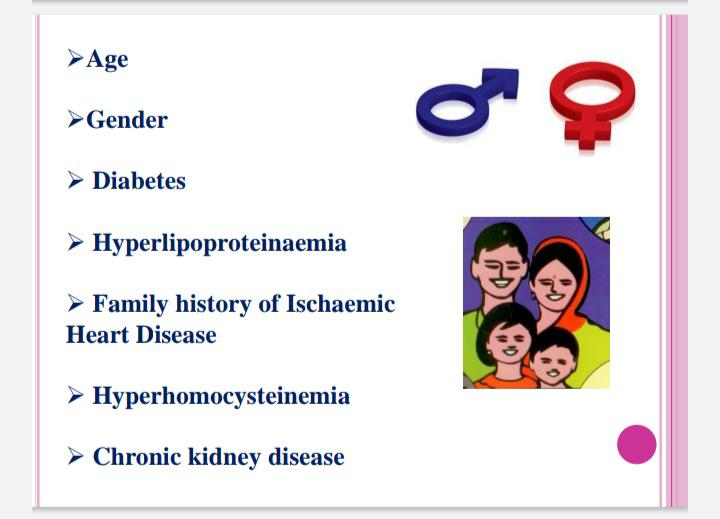 ➢Age
➢Gender
➢ Diabetes
➢ Hyperlipoproteinaemia
➢ Family history of Ischaemic
Heart Disease
➢ Hyperhomocysteinemia
➢ Chronic kidney disease